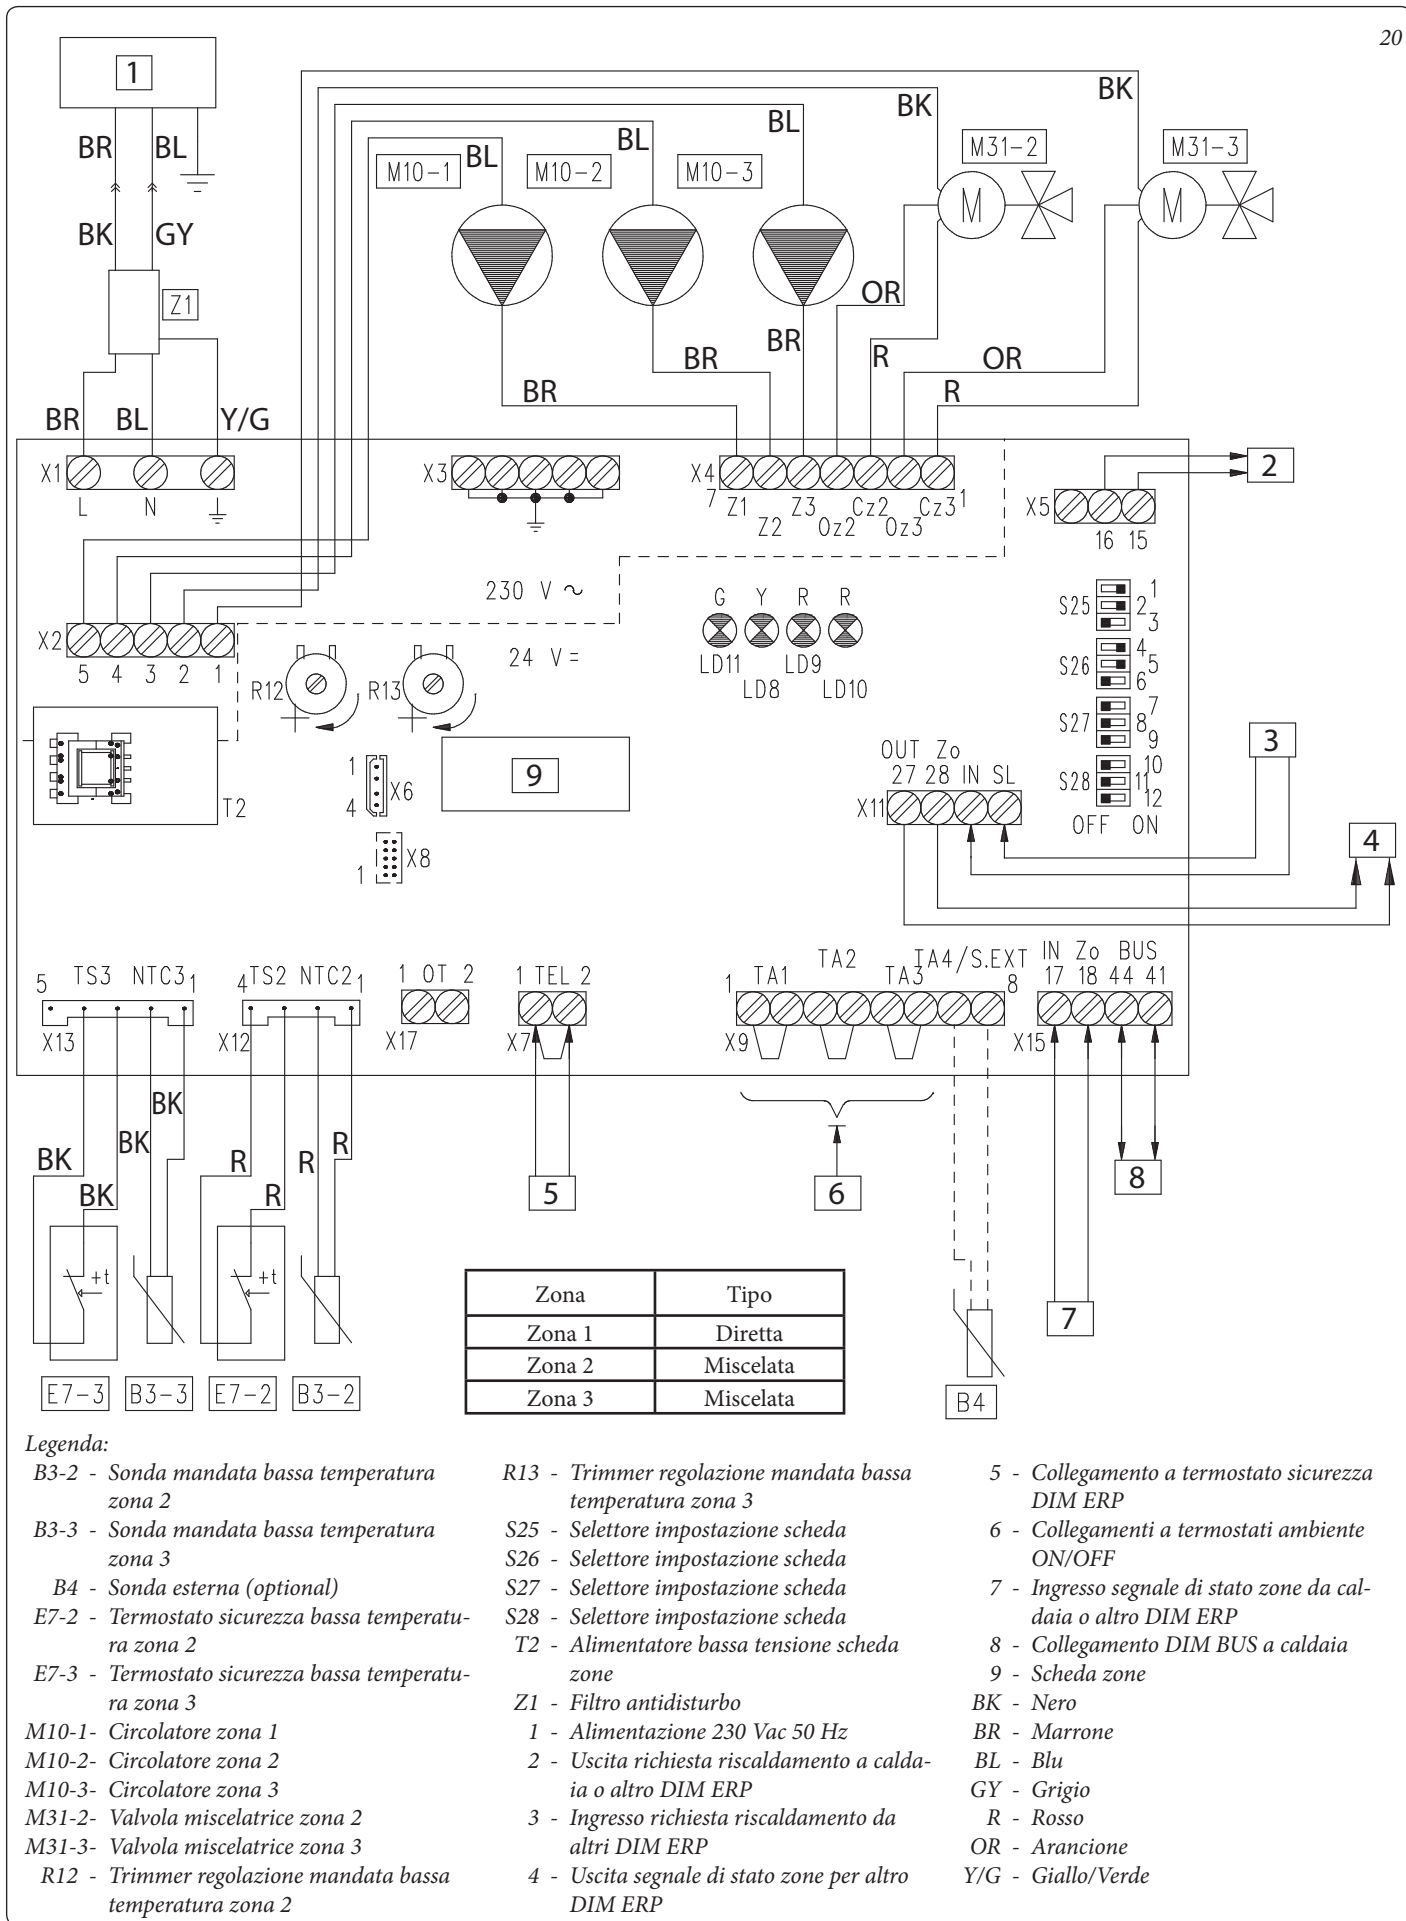 20
1
BK
BK
BR
BL
BL
BL
BL
M10-1
M10-2
M10-3
M31-2
M31-3
M
M
BK
GY
Z1
OR
BR
BR
R
OR
BR
R
BR
BL
Y/G
X1
L
N
X3
X4
7
Z1
Z2
Z3
Oz2
Cz2
Oz3
Cz3
1
X5
16
15
2
230 V ~
24 V =
X2
5
4
3
2
1
R12
R13
G
Y
R
R
LD11
LD8
LD9
LD10
S25
1
2
3
S26
4
5
6
S27
7
8
9
S28
10
11
12
OFF ON
T2
1
4
X6
9
1
X8
OUT Zo
27 28 IN SL
X11
3
4
5 TS3 NTC3 1
X13
4 TS2 NTC2 1
X12
1 OT 2
X17
1 TEL 2
X7
1 TA1 TA2 TA3 TA4/S.EXT 8
X9
IN Zo BUS
17 18 44 41
X15
BK
BK
BK
BK
R
R
R
R
5
6
8
7
+t
+t
E7-3
B3-3
E7-2
B3-2
B4
Zona Tipo
Zona 1 Diretta
Zona 2 Miscelata
Zona 3 Miscelata
Legenda:
B3-2 - Sonda mandata bassa temperatura
zona 2
B3-3 - Sonda mandata bassa temperatura
zona 3
B4 - Sonda esterna (optional)
E7-2 - Termostato sicurezza bassa temperatu-
ra zona 2
E7-3 - Termostato sicurezza bassa temperatu-
ra zona 3
M10-1- Circolatore zona 1
M10-2- Circolatore zona 2
M10-3- Circolatore zona 3
M31-2- Valvola miscelatrice zona 2
M31-3- Valvola miscelatrice zona 3
R12 - Trimmer regolazione mandata bassa
temperatura zona 2
R13 - Trimmer regolazione mandata bassa
temperatura zona 3
S25 - Selettore impostazione scheda
S26 - Selettore impostazione scheda
S27 - Selettore impostazione scheda
S28 - Selettore impostazione scheda
T2 - Alimentatore bassa tensione scheda
zone
Z1 - Filtro antidisturbo
1 - Alimentazione 230 Vac 50 Hz
2 - Uscita richiesta riscaldamento a calda-
ia o altro DIM ERP
3 - Ingresso richiesta riscaldamento da
altri DIM ERP
4 - Uscita segnale di stato zone per altro
DIM ERP
5 - Collegamento a termostato sicurezza
DIM ERP
6 - Collegamenti a termostati ambiente
ON/OFF
7 - Ingresso segnale di stato zone da cal-
daia o altro DIM ERP
8 - Collegamento DIM BUS a caldaia
9 - Scheda zone
BK - Nero
BR - Marrone
BL - Blu
GY - Grigio
R - Rosso
OR - Arancione
Y/G - Giallo/Verde